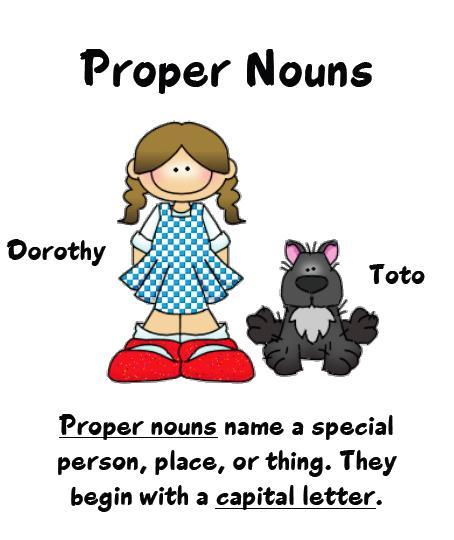 Proper Nouns
Dorothy
Toto
Proper nouns name a special
person, place, or thing. They
begin with a capital letter.